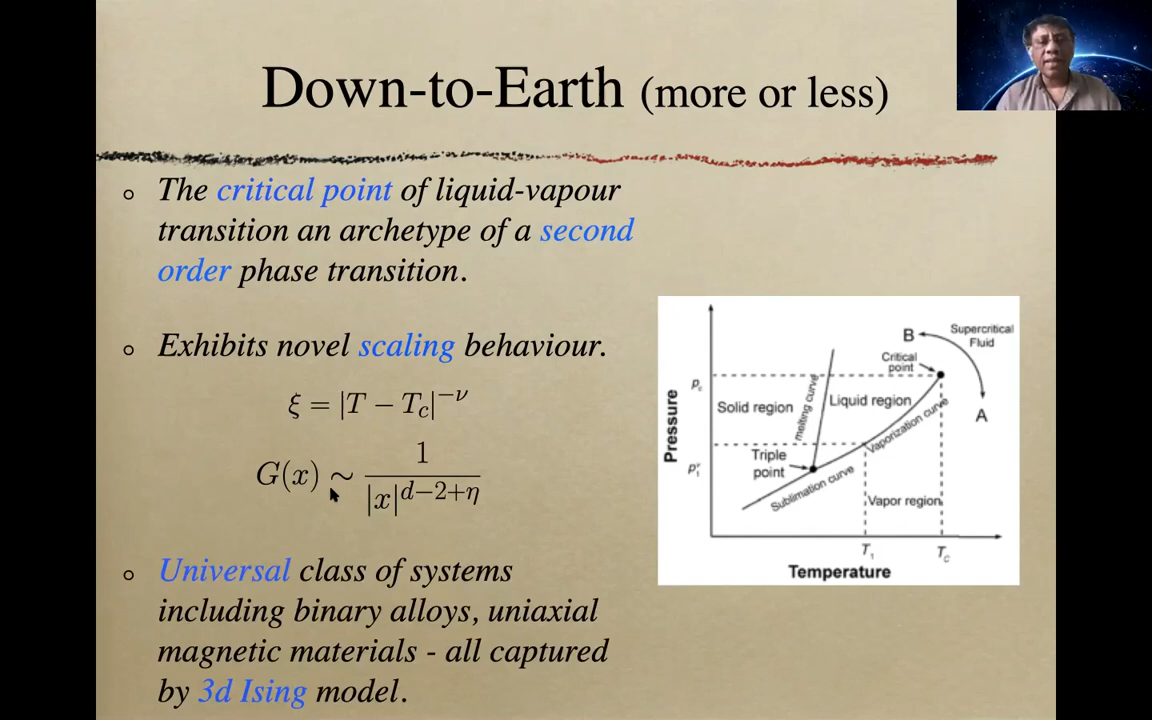 Down-to-Earth (more or less)
The critical point of liquid-vapour
transition an archetype of a second
order phase transition.
Exhibits novel scaling behaviour.
ξ = |T − T_c|^{−ν}
G(x) ∼ 1 / |x|^{d−2+η}
Universal class of systems
including binary alloys, uniaxial
magnetic materials - all captured
by 3d Ising model.
B
Supercritical
Fluid
Critical
point
P_c
Solid region
melting curve
Liquid region
A
Vaporization curve
Pressure
Triple
point
Sublimation curve
Vapor region
T_1
T_c
Temperature